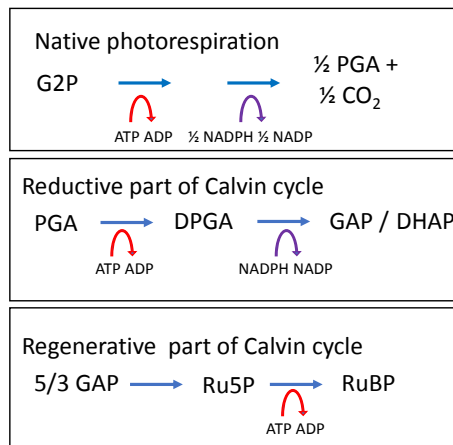 Native photorespiration
G2P
½ PGA +
½ CO₂
ATP ADP
½ NADPH ½ NADP
Reductive part of Calvin cycle
PGA
DPGA
GAP / DHAP
ATP ADP
NADPH NADP
Regenerative part of Calvin cycle
5/3 GAP
Ru5P
RuBP
ATP ADP